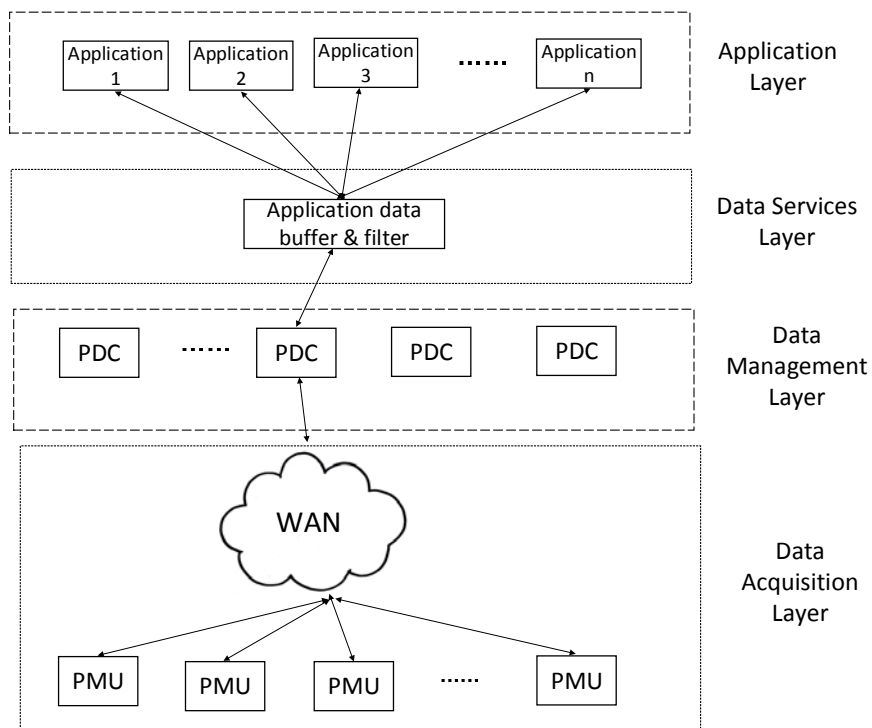 Application
1
Application
2
Application
3
......
Application
n
Application
Layer
Application data
buffer & filter
Data Services
Layer
PDC
......
PDC
PDC
PDC
Data
Management
Layer
WAN
Data
Acquisition
Layer
PMU
PMU
PMU
......
PMU